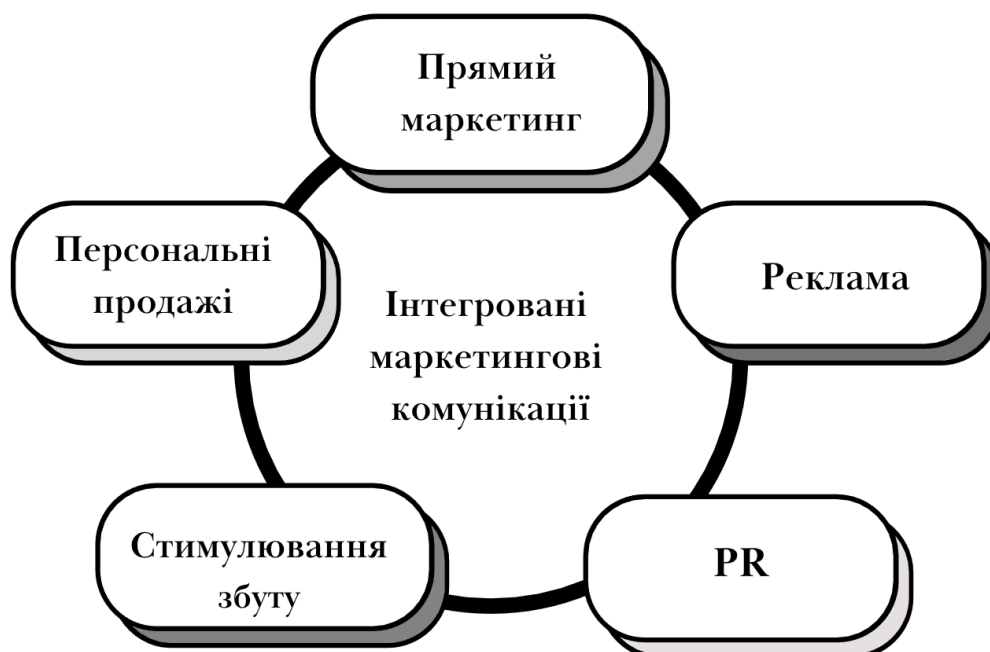 Прямий
маркетинг
Персональні
продажі
Реклама
Інтегровані
маркетингові
комунікації
Стимулювання
збуту
PR